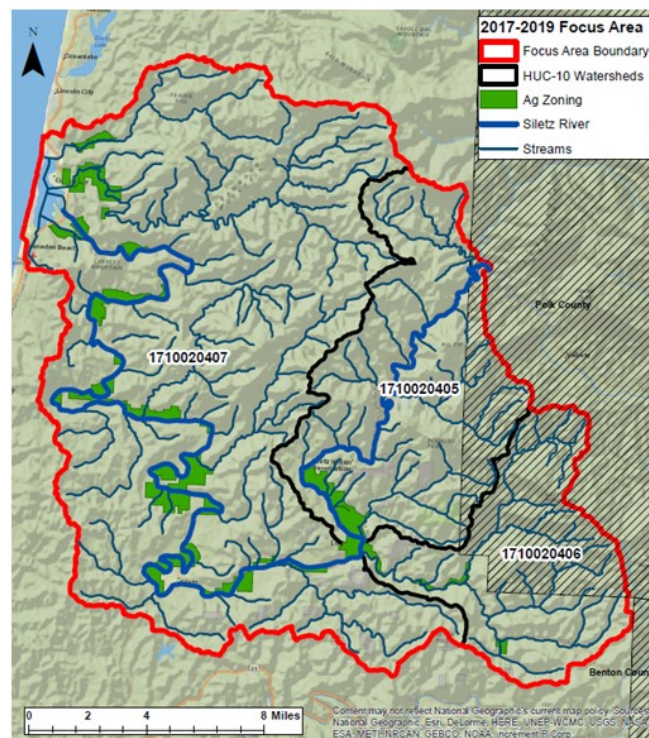 2017-2019 Focus Area
Focus Area Boundary
HUC-10 Watersheds
Ag Zoning
Siletz River
Streams
N
Lincoln City
Polk County
1710020407
1710020405
1710020406
Benton Coun
0 2 4 6 8 Miles
Content may not reflect National Geographic's current map policy. Sources:
National Geographic, Esri, DeLorme, HERE, UNEP-WCMC, USGS, NASA,
ESA, METI, NRCAN, GEBCO, NOAA, increment P Corp.